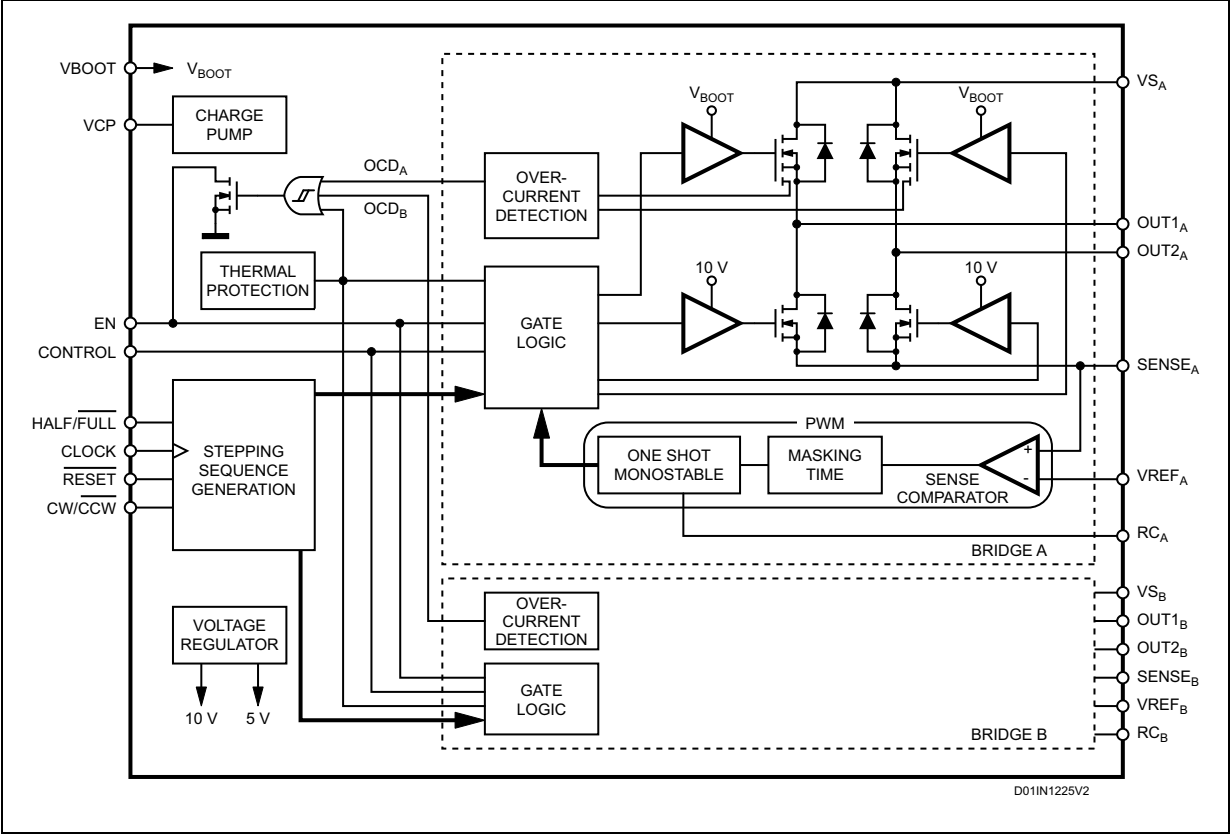 VBOOT
VBOOT
VCP
CHARGE
PUMP
VBOOT
VBOOT
VSA
OCDA
OCDB
OVER-
CURRENT
DETECTION
OUT1A
OUT2A
THERMAL
PROTECTION
10 V
10 V
EN
CONTROL
GATE
LOGIC
SENSEA
HALF/FULL
CLOCK
RESET
CW/CCW
STEPPING
SEQUENCE
GENERATION
PWM
ONE SHOT
MONOSTABLE
MASKING
TIME
+
-
SENSE
COMPARATOR
VREFA
RCA
BRIDGE A
VOLTAGE
REGULATOR
10 V
5 V
OVER-
CURRENT
DETECTION
GATE
LOGIC
VSB
OUT1B
OUT2B
SENSEB
VREFB
RCB
BRIDGE B
D01IN1225V2